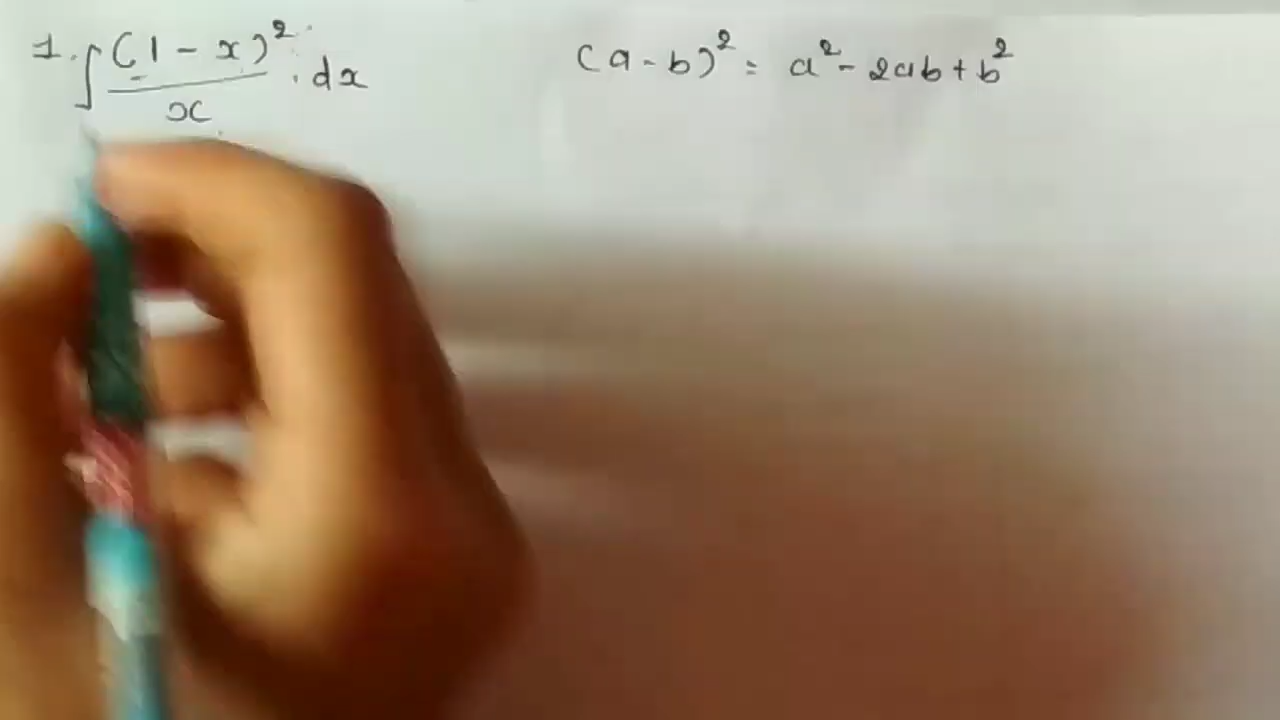 1. ∫ (1 - x)² / x . dx
(a - b)² = a² - 2ab + b²